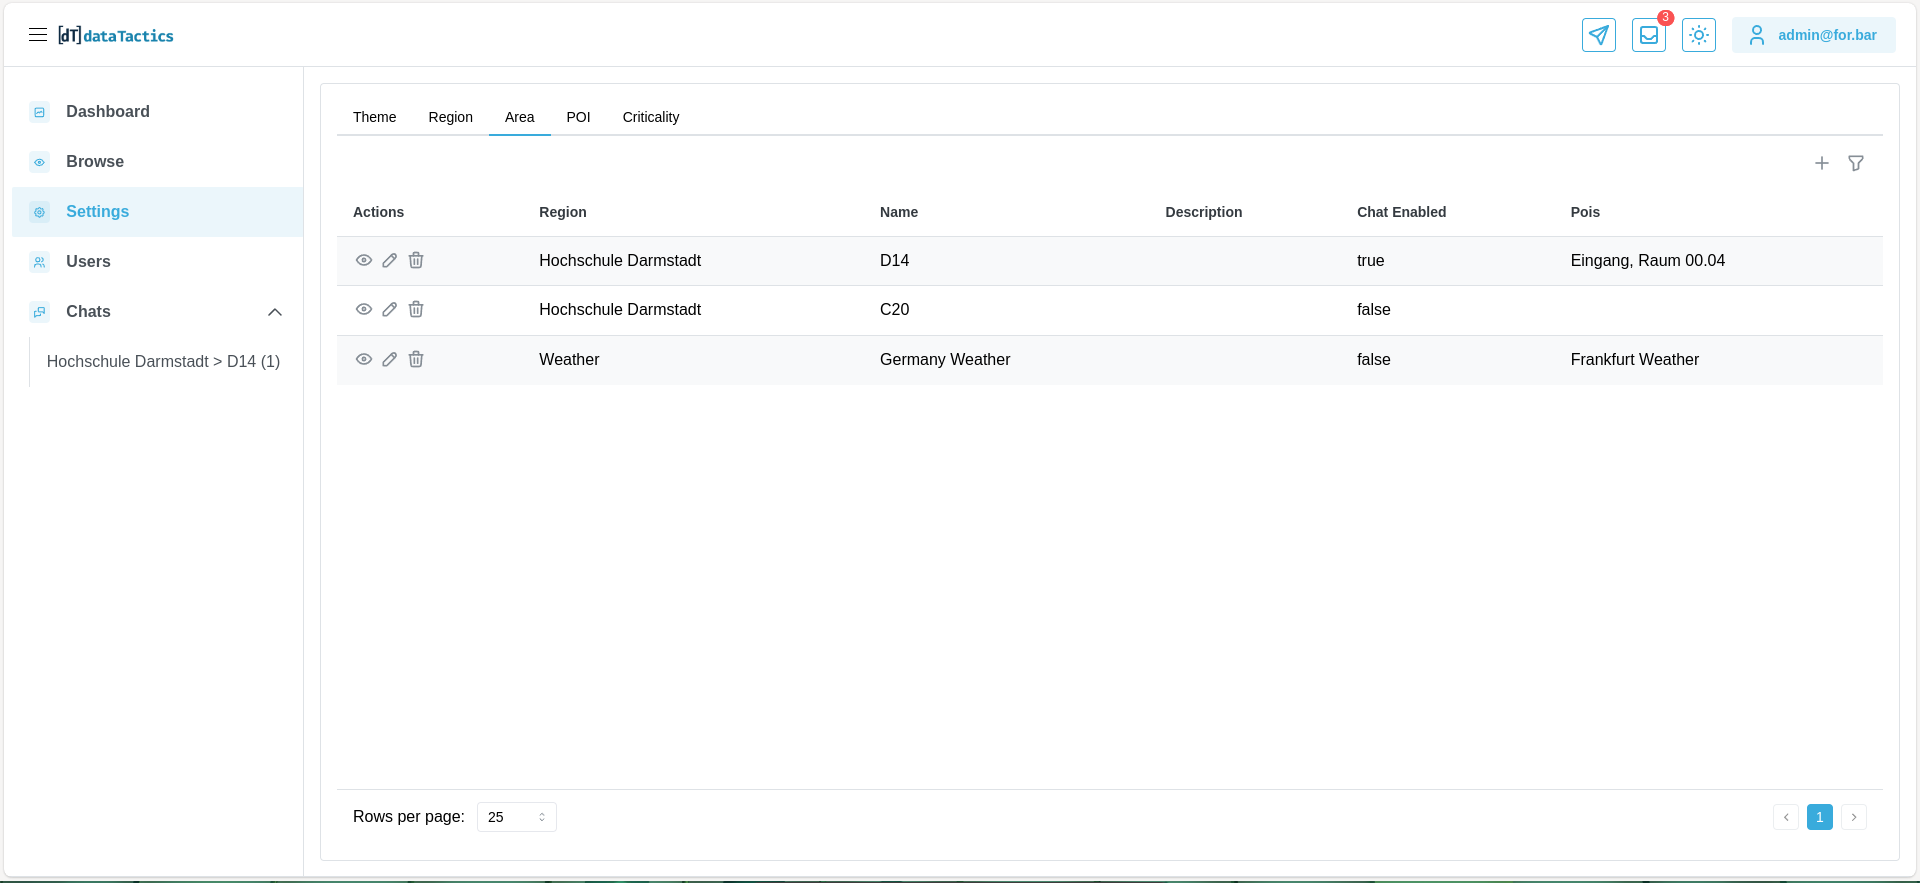 [dT]dataTactics
3
admin@for.bar
Dashboard
Browse
Settings
Users
Chats
Hochschule Darmstadt > D14 (1)
Theme Region Area POI Criticality
Actions Region Name Description Chat Enabled Pois
Hochschule Darmstadt D14 true Eingang, Raum 00.04
Hochschule Darmstadt C20 false
Weather Germany Weather false Frankfurt Weather
Rows per page: 25
1